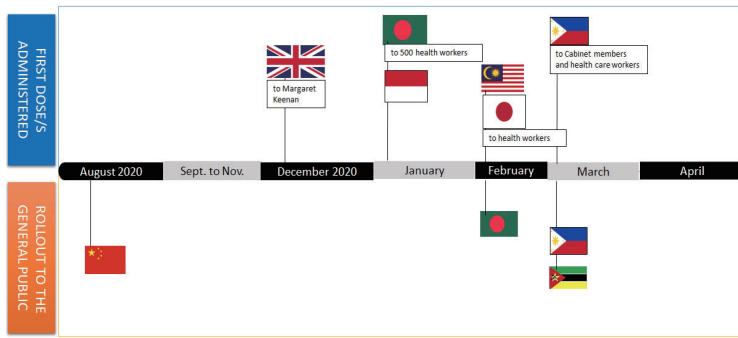 FIRST DOSE/S
ADMINISTERED
to Margaret
Keenan
to 500 health workers
to health workers
to Cabinet members
and health care workers
August 2020
Sept. to Nov.
December 2020
January
February
March
April
ROLLOUT TO THE
GENERAL PUBLIC